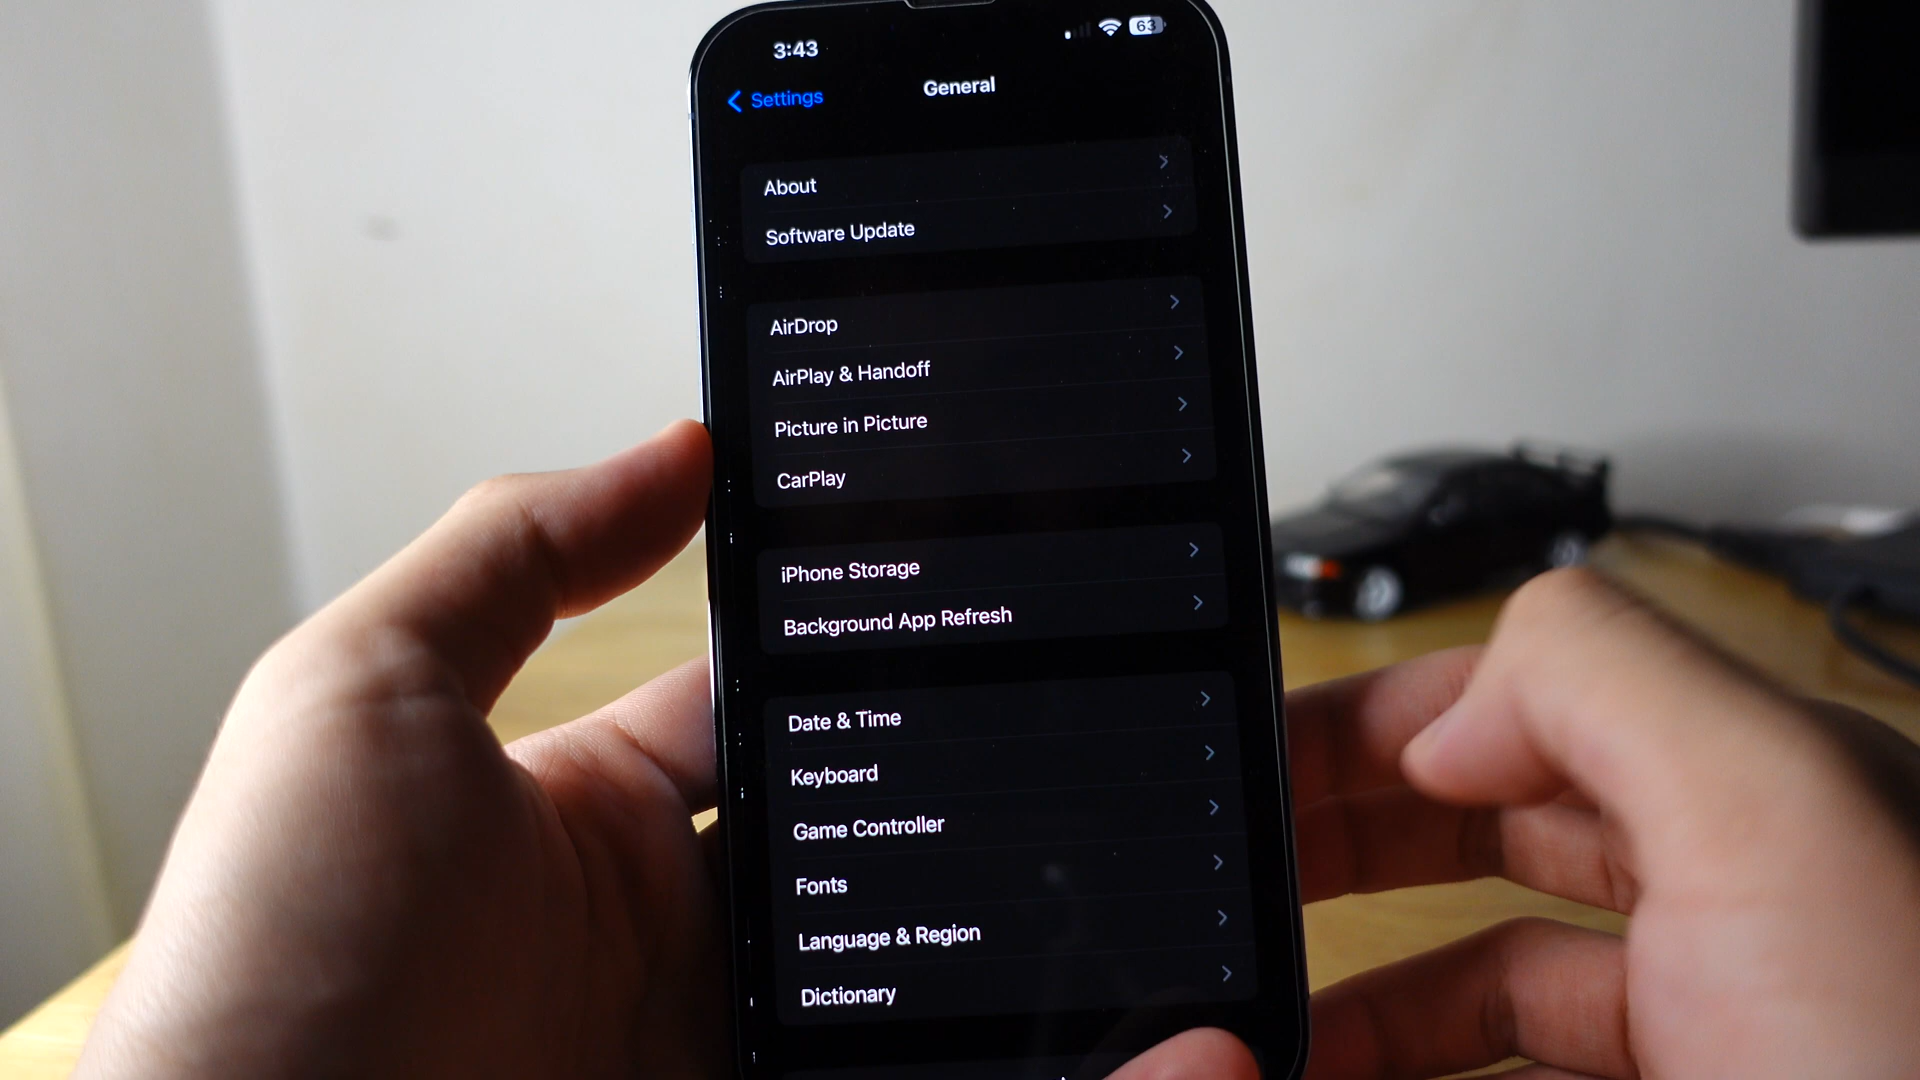 3:43
63
Settings
General
About
Software Update
AirDrop
AirPlay & Handoff
Picture in Picture
CarPlay
iPhone Storage
Background App Refresh
Date & Time
Keyboard
Game Controller
Fonts
Language & Region
Dictionary